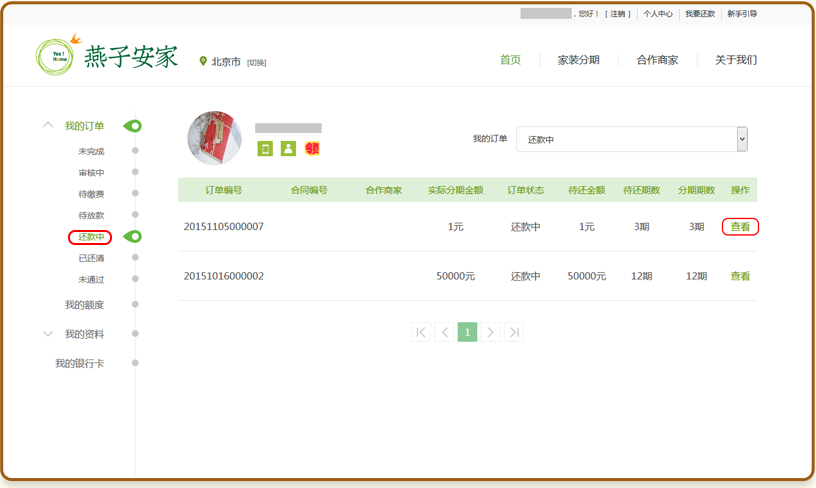 ，您好！ [ 注销 ] 个人中心 我要还款 新手引导
Yes !
Home
燕子安家 北京市 [切换] 首页 家装分期 合作商家 关于我们
我的订单
未完成
审核中
待缴费
待放款
还款中
已还清
未通过
我的额度
我的资料
我的银行卡
领
我的订单 还款中
订单编号 合同编号 合作商家 实际分期金额 订单状态 待还金额 待还期数 分期期数 操作
20151105000007 1元 还款中 1元 3期 3期 查看
20151016000002 50000元 还款中 50000元 12期 12期 查看
1